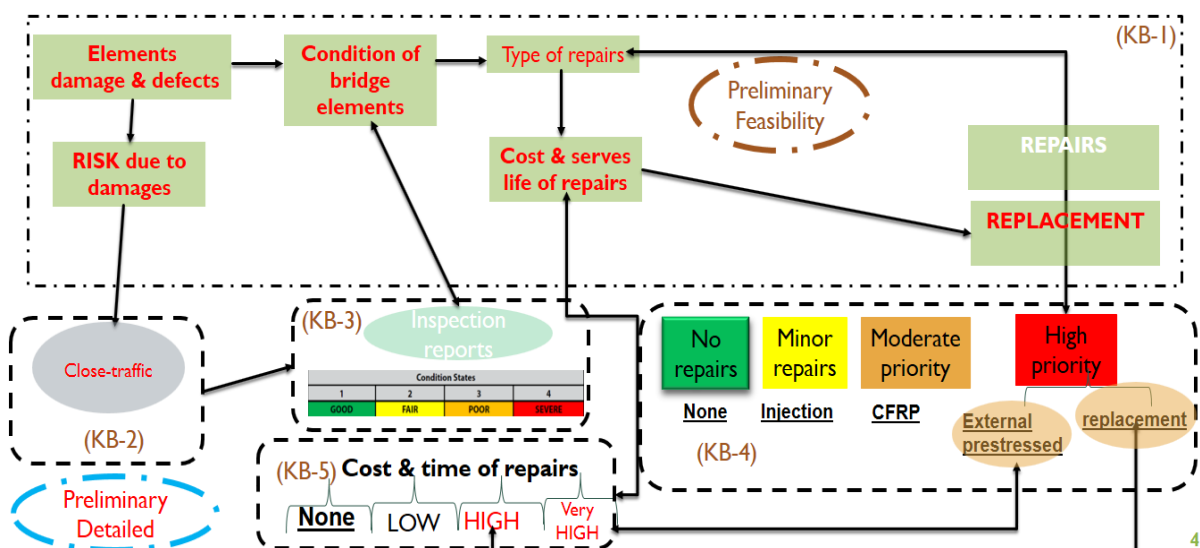 (KB-1)
Elements
damage & defects
Condition of
bridge
elements
Type of repairs
Preliminary
Feasibility
RISK due to
damages
Cost & serves
life of repairs
REPAIRS
REPLACEMENT
Close-traffic
(KB-2)
(KB-3)
Inspection
reports
Condition States
1 2 3 4
GOOD FAIR POOR SEVERE
No
repairs
Minor
repairs
Moderate
priority
High
priority
None
Injection
CFRP
External
prestressed
replacement
(KB-4)
(KB-5)
Cost & time of repairs
None
LOW
HIGH
Very
HIGH
Preliminary
Detailed
4